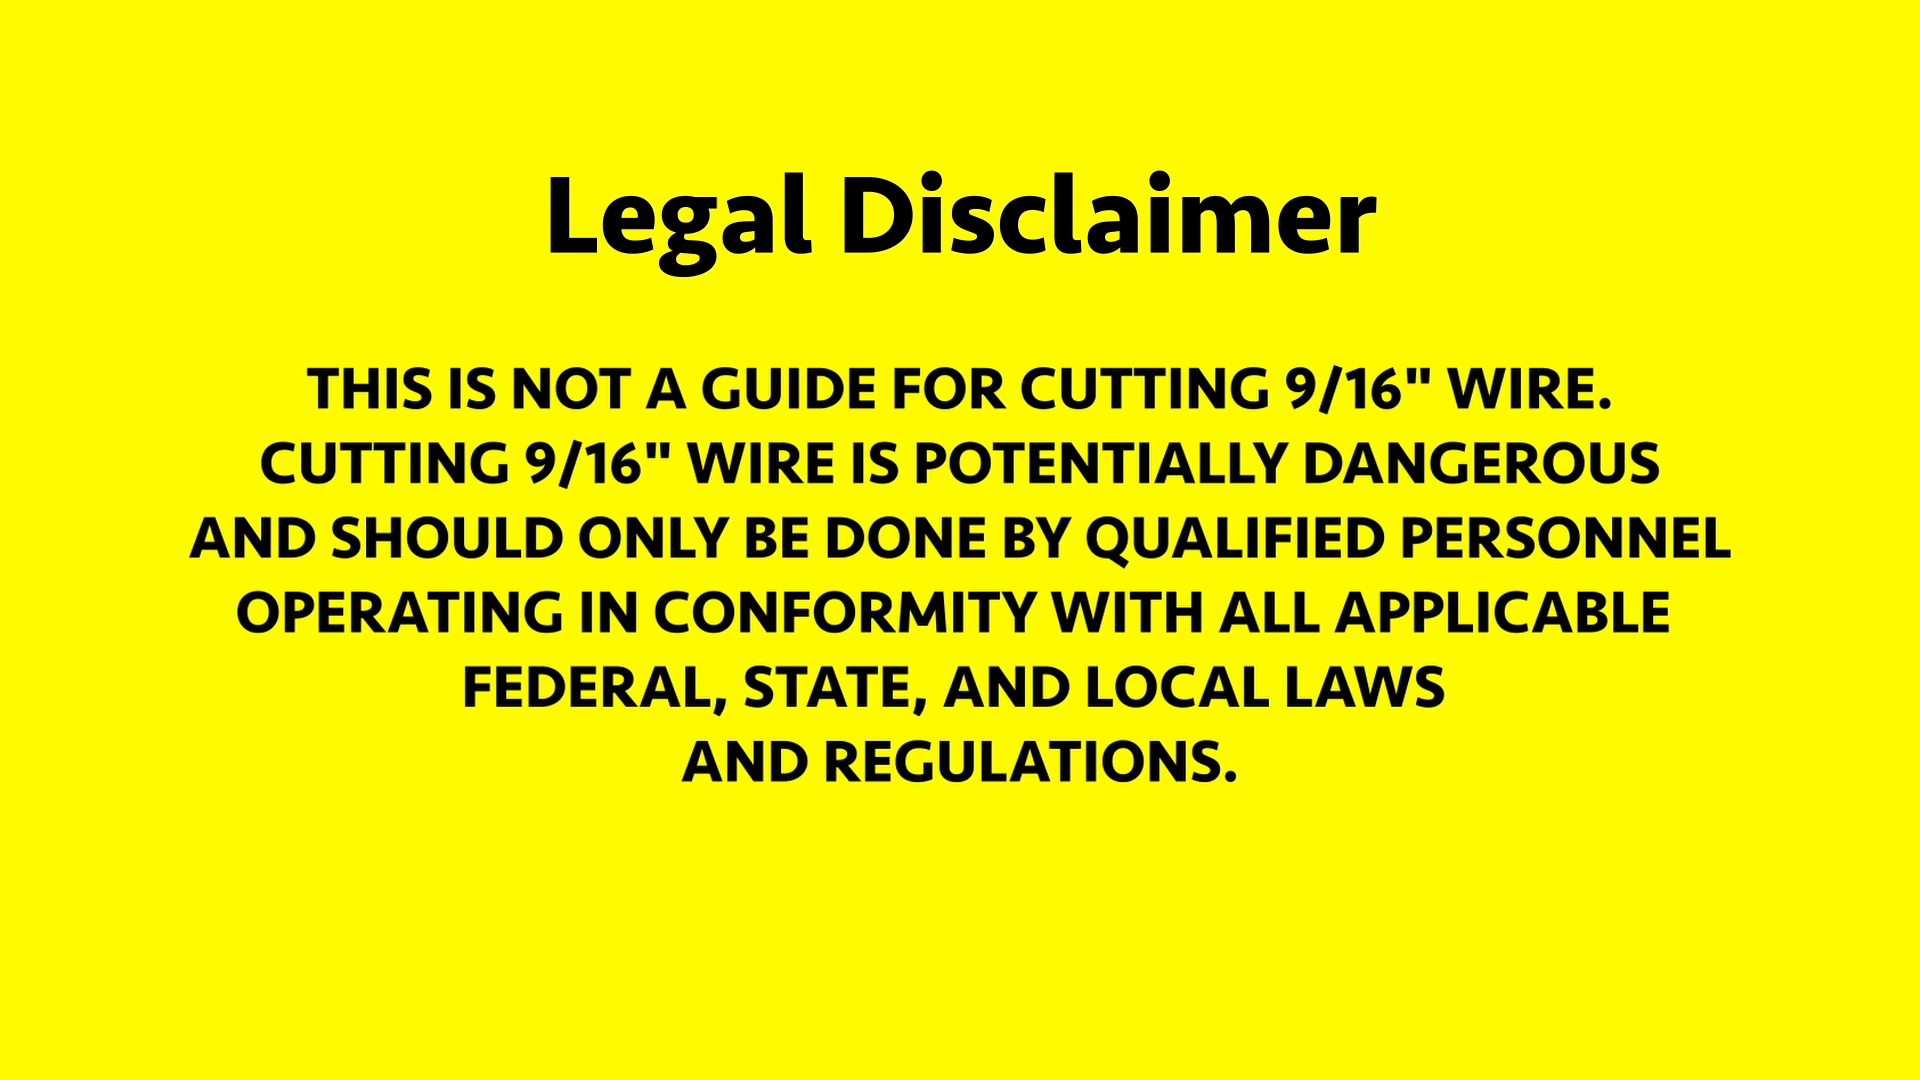 Legal Disclaimer
THIS IS NOT A GUIDE FOR CUTTING 9/16" WIRE.
CUTTING 9/16" WIRE IS POTENTIALLY DANGEROUS
AND SHOULD ONLY BE DONE BY QUALIFIED PERSONNEL
OPERATING IN CONFORMITY WITH ALL APPLICABLE
FEDERAL, STATE, AND LOCAL LAWS
AND REGULATIONS.